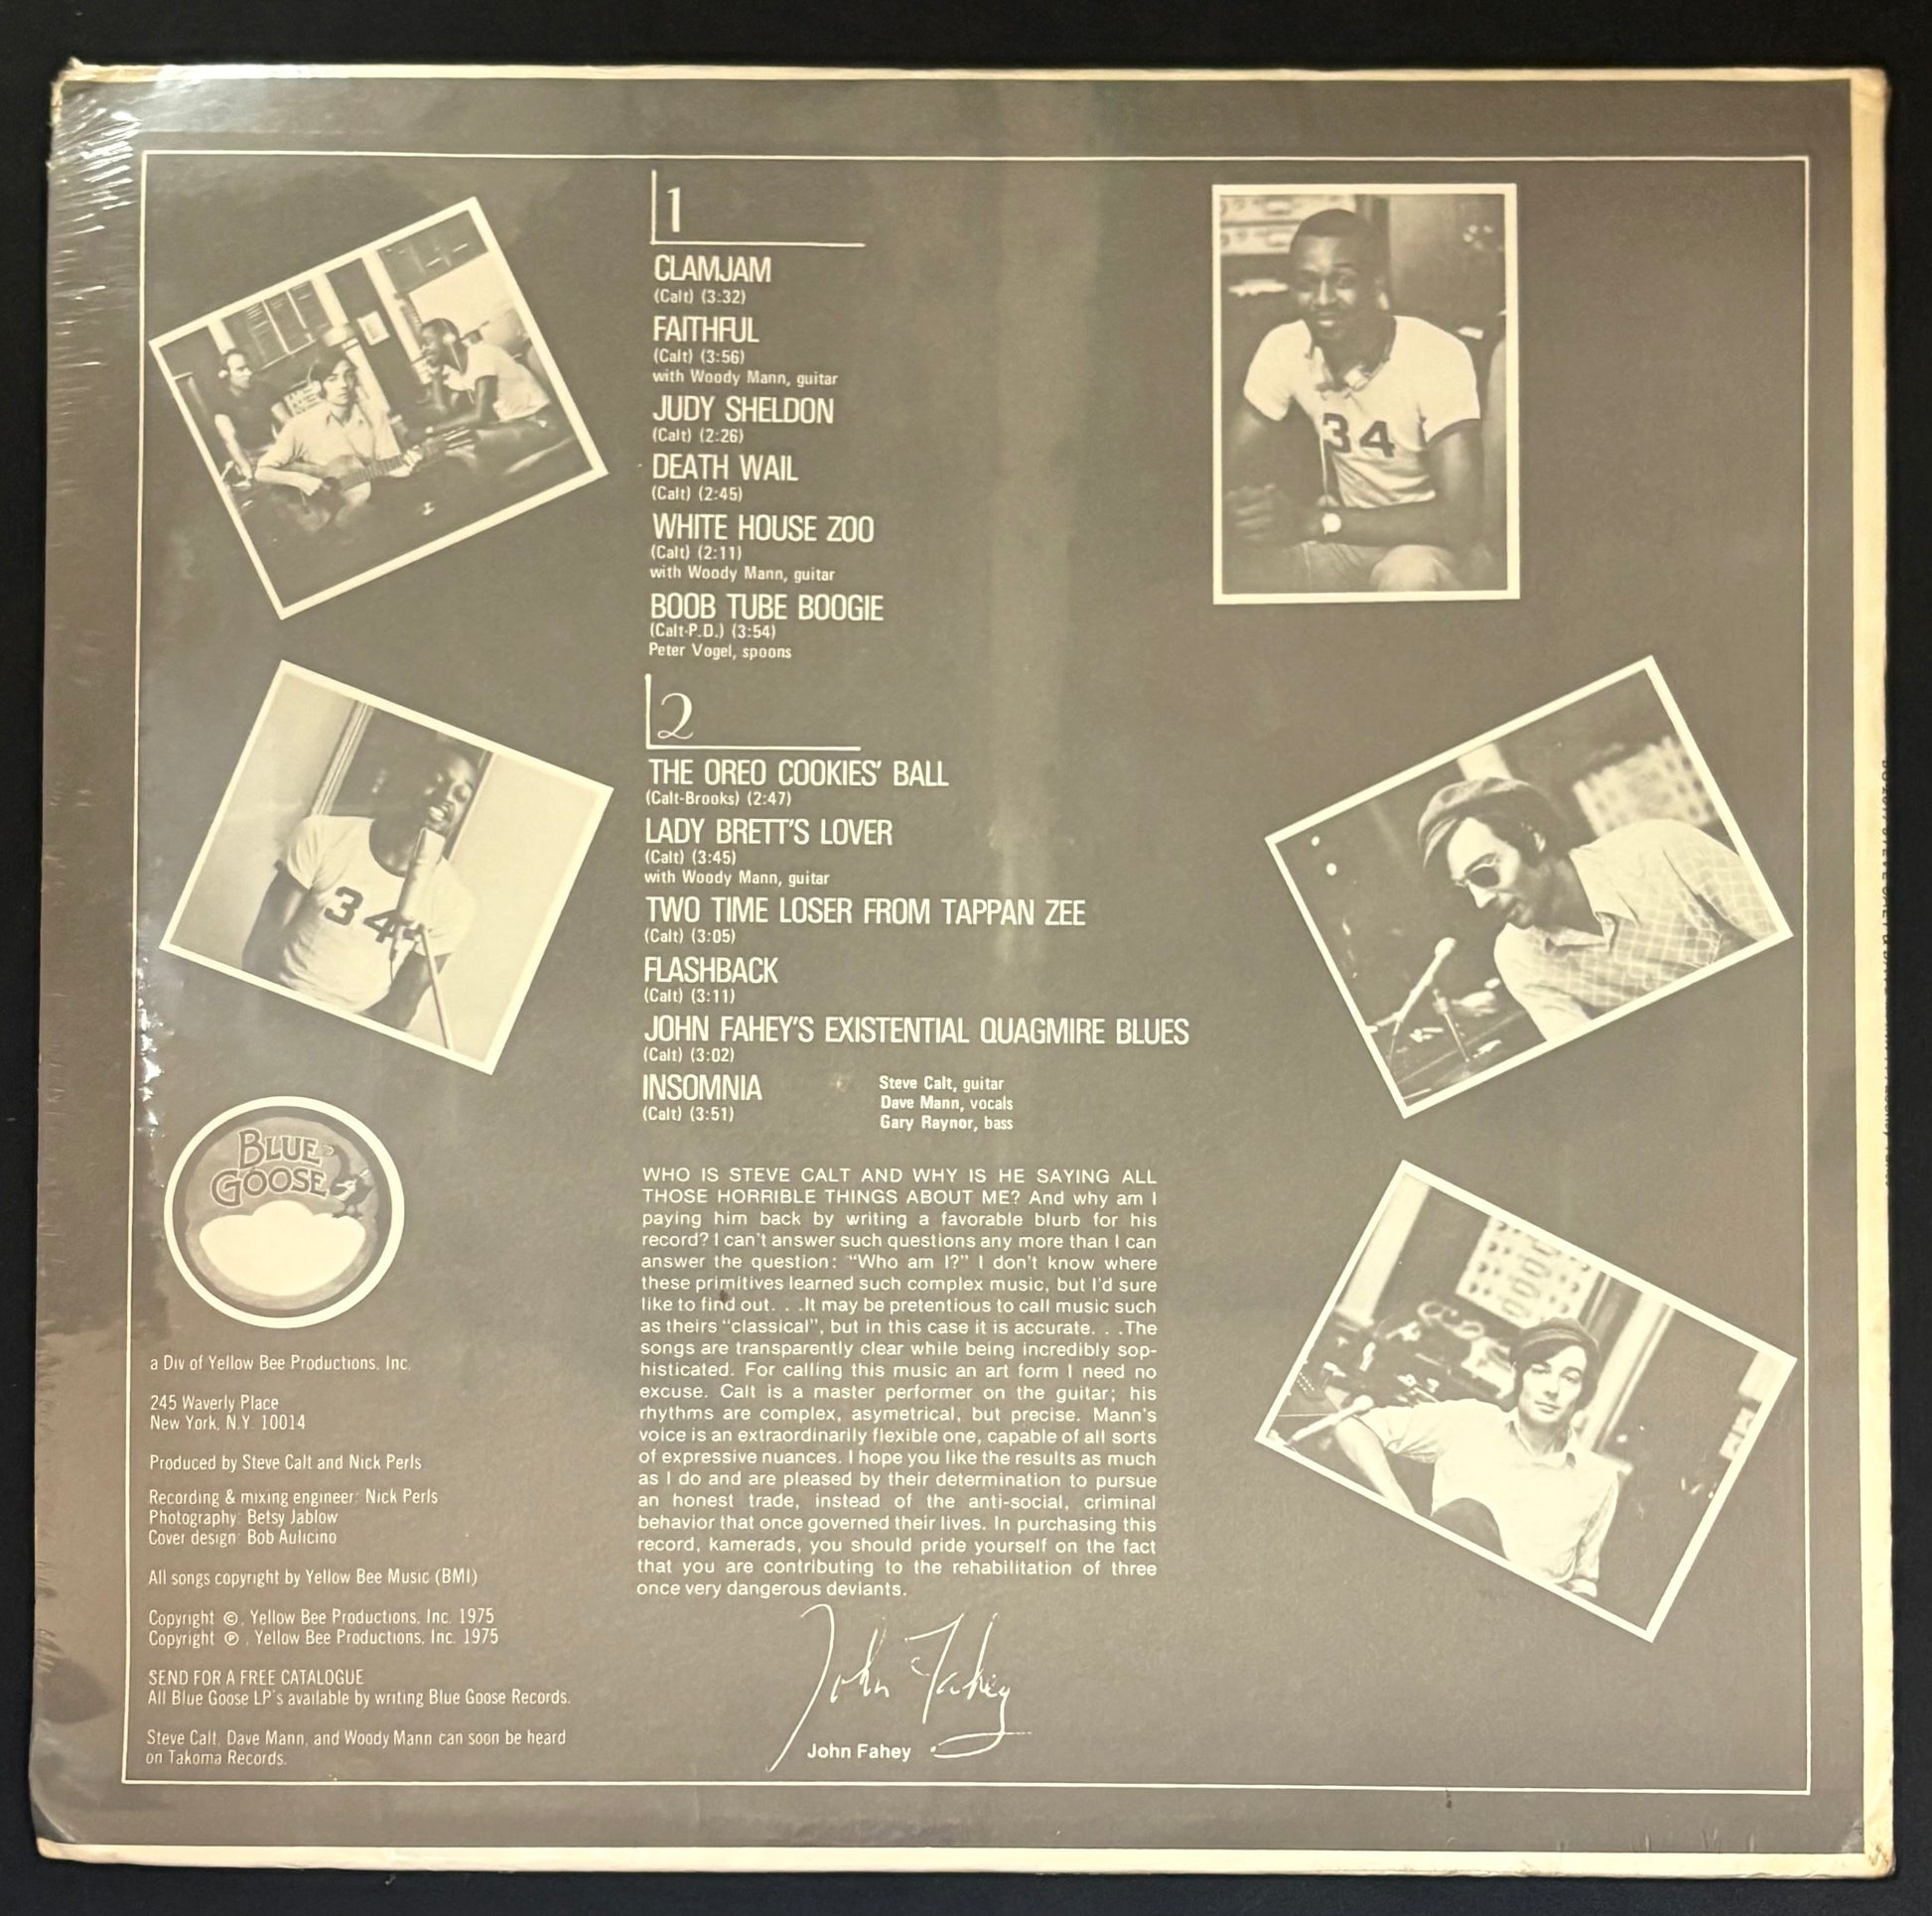 1
CLAMJAM
(Calt) (3:32)
FAITHFUL
(Calt) (3:56)
with Woody Mann, guitar
JUDY SHELDON
(Calt) (2:26)
DEATH WAIL
(Calt) (2:45)
WHITE HOUSE ZOO
(Calt) (2:11)
with Woody Mann, guitar
BOOB TUBE BOOGIE
(Calt-P.D.) (3:54)
Peter Vogel, spoons
2
THE OREO COOKIES' BALL
(Calt-Brooks) (2:47)
LADY BRETT'S LOVER
(Calt) (3:45)
with Woody Mann, guitar
TWO TIME LOSER FROM TAPPAN ZEE
(Calt) (3:05)
FLASHBACK
(Calt) (3:11)
JOHN FAHEY'S EXISTENTIAL QUAGMIRE BLUES
(Calt) (3:02)
INSOMNIA
(Calt) (3:51)
Steve Calt, guitar
Dave Mann, vocals
Gary Raynor, bass
WHO IS STEVE CALT AND WHY IS HE SAYING ALL
THOSE HORRIBLE THINGS ABOUT ME? And why am I
paying him back by writing a favorable blurb for his
record? I can't answer such questions any more than I can
answer the question: "Who am I?" I don't know where
these primitives learned such complex music, but I'd sure
like to find out. . .It may be pretentious to call music such
as theirs "classical", but in this case it is accurate. . .The
songs are transparently clear while being incredibly sop-
histicated. For calling this music an art form I need no
excuse. Calt is a master performer on the guitar; his
rhythms are complex, asymetrical, but precise. Mann's
voice is an extraordinarily flexible one, capable of all sorts
of expressive nuances. I hope you like the results as much
as I do and are pleased by their determination to pursue
an honest trade, instead of the anti-social, criminal
behavior that once governed their lives. In purchasing this
record, kamerads, you should pride yourself on the fact
that you are contributing to the rehabilitation of three
once very dangerous deviants.
John Fahey
John Fahey
34
34
BLUE
GOOSE
a Div of Yellow Bee Productions, Inc.
245 Waverly Place
New York, N.Y. 10014
Produced by Steve Calt and Nick Perls
Recording & mixing engineer: Nick Perls
Photography: Betsy Jablow
Cover design: Bob Aulicino
All songs copyright by Yellow Bee Music (BMI)
Copyright ©, Yellow Bee Productions, Inc. 1975
Copyright ℗, Yellow Bee Productions, Inc. 1975
SEND FOR A FREE CATALOGUE
All Blue Goose LP's available by writing Blue Goose Records.
Steve Calt, Dave Mann, and Woody Mann can soon be heard
on Takoma Records.